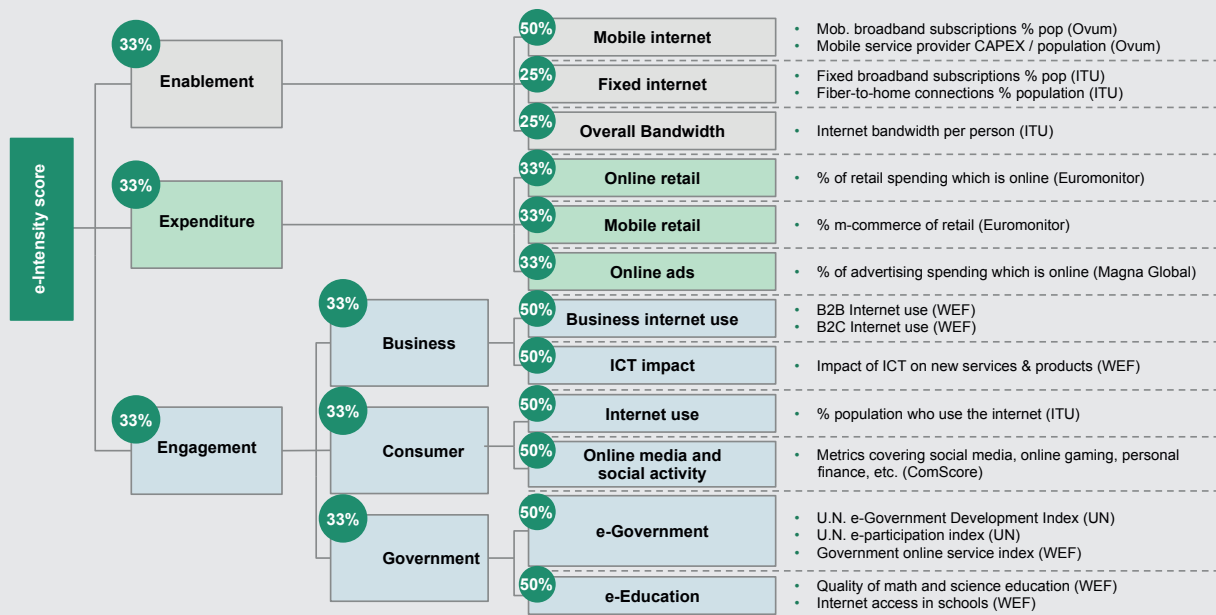 e-Intensity score
33%
Enablement
50%
Mobile internet
• Mob. broadband subscriptions % pop (Ovum)
• Mobile service provider CAPEX / population (Ovum)
25%
Fixed internet
• Fixed broadband subscriptions % pop (ITU)
• Fiber-to-home connections % population (ITU)
25%
Overall Bandwidth
• Internet bandwidth per person (ITU)
33%
Expenditure
33%
Online retail
• % of retail spending which is online (Euromonitor)
33%
Mobile retail
• % m-commerce of retail (Euromonitor)
33%
Online ads
• % of advertising spending which is online (Magna Global)
33%
Engagement
33%
Business
50%
Business internet use
• B2B Internet use (WEF)
• B2C Internet use (WEF)
50%
ICT impact
• Impact of ICT on new services & products (WEF)
33%
Consumer
50%
Internet use
• % population who use the internet (ITU)
50%
Online media and
social activity
• Metrics covering social media, online gaming, personal
finance, etc. (ComScore)
33%
Government
50%
e-Government
• U.N. e-Government Development Index (UN)
• U.N. e-participation index (UN)
• Government online service index (WEF)
50%
e-Education
• Quality of math and science education (WEF)
• Internet access in schools (WEF)